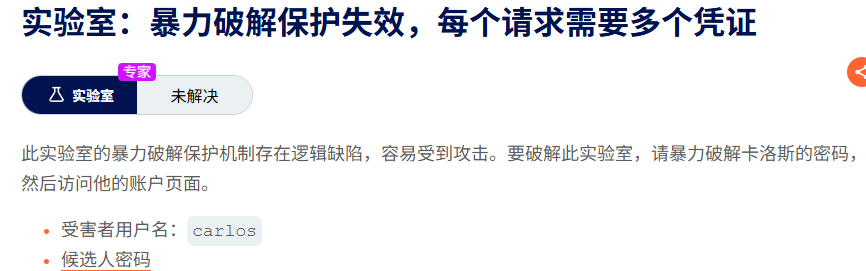 实验室：暴力破解保护失效，每个请求需要多个凭证
专家
实验室 未解决
此实验室的暴力破解保护机制存在逻辑缺陷，容易受到攻击。要破解此实验室，请暴力破解卡洛斯的密码，
然后访问他的账户页面。
受害者用户名：carlos
候选人密码